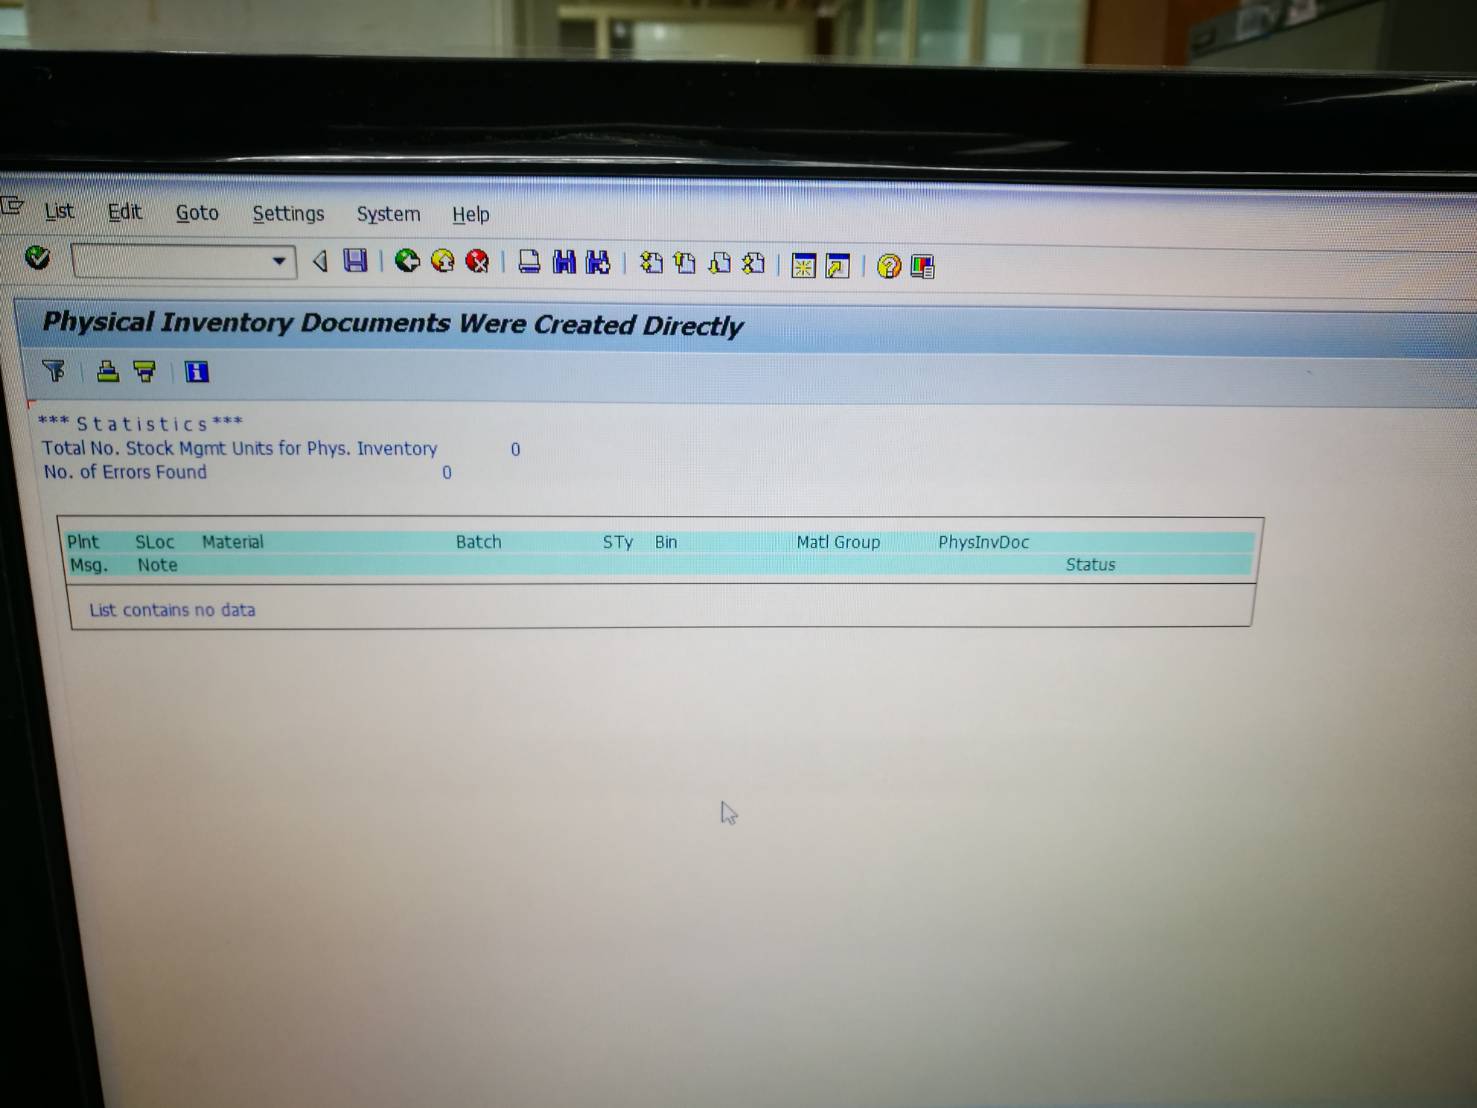 List Edit Goto Settings System Help
Physical Inventory Documents Were Created Directly
*** S t a t i s t i c s ***
Total No. Stock Mgmt Units for Phys. Inventory 0
No. of Errors Found 0
Plnt SLoc Material Batch STy Bin Matl Group PhysInvDoc
Msg. Note Status
List contains no data